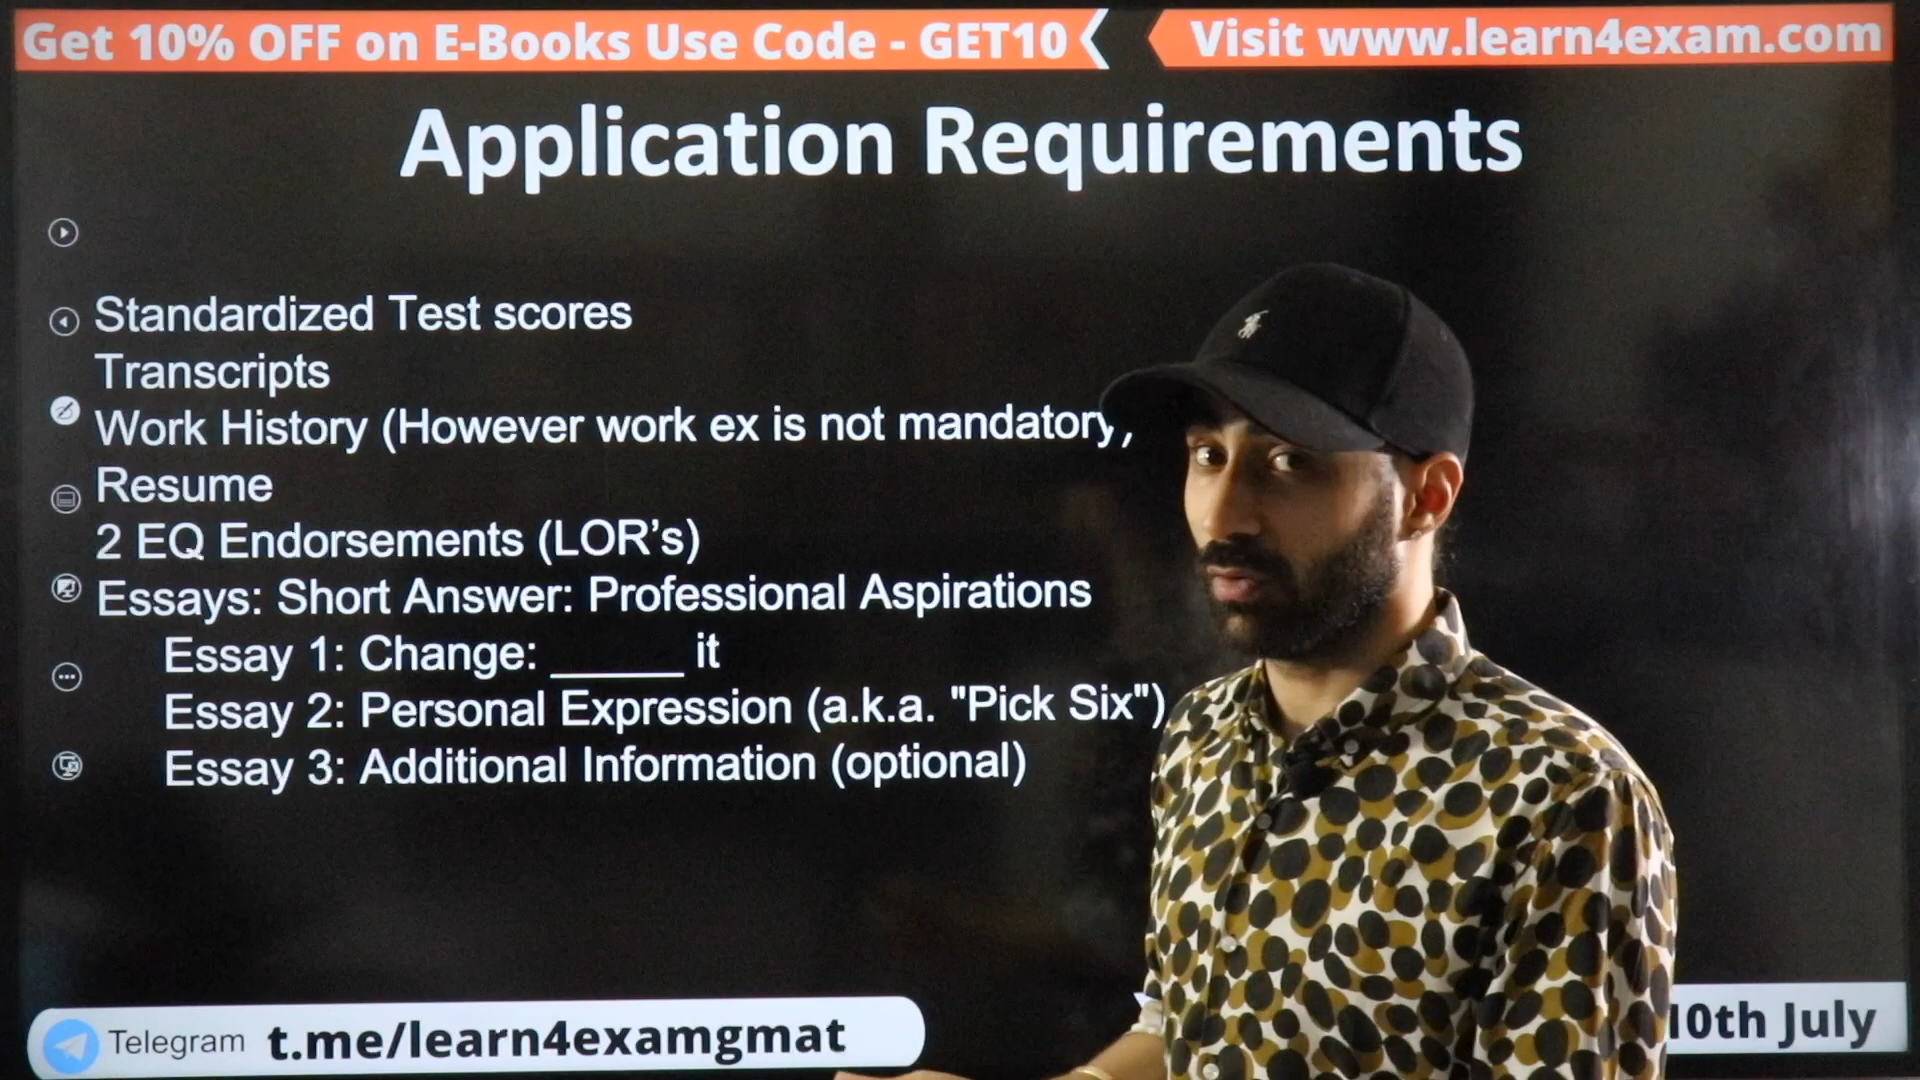 Get 10% OFF on E-Books Use Code - GET10
Visit www.learn4exam.com
Application Requirements
Standardized Test scores
Transcripts
Work History (However work ex is not mandatory,
Resume
2 EQ Endorsements (LOR’s)
Essays: Short Answer: Professional Aspirations
Essay 1: Change: ______ it
Essay 2: Personal Expression (a.k.a. "Pick Six")
Essay 3: Additional Information (optional)
Telegram t.me/learn4examgmat
10th July